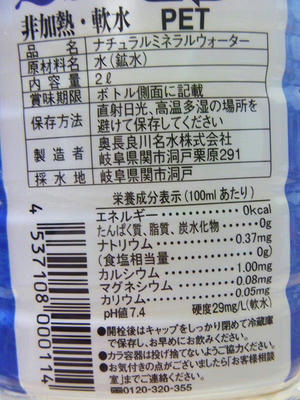 非加熱・軟水 PET
品名 ナチュラルミネラルウォーター
原材料名 水(鉱水)
内容量 2ℓ
賞味期限 ボトル側面に記載
保存方法 直射日光、高温多湿の場所を
避けて保存してください
製造者 奥長良川名水株式会社
岐阜県関市洞戸栗原291
採水地 岐阜県関市洞戸
栄養成分表示(100mlあたり)
エネルギー 0kcal
たんぱく質、脂質、炭水化物 0g
ナトリウム 0.37mg
(食塩相当量 0g)
カルシウム 1.00mg
マグネシウム 0.08mg
カリウム 0.05mg
pH値7.4 硬度29mg/L(軟水)
●開栓後はキャップをしっかり閉めて冷蔵庫
で保存し、お早めにお飲みください。
●カラ容器は投げ捨てないようご協力ください。
●お気付きの点がございましたら「お客様相談
室」までご連絡ください。
0120-320-355
4 537108 000114